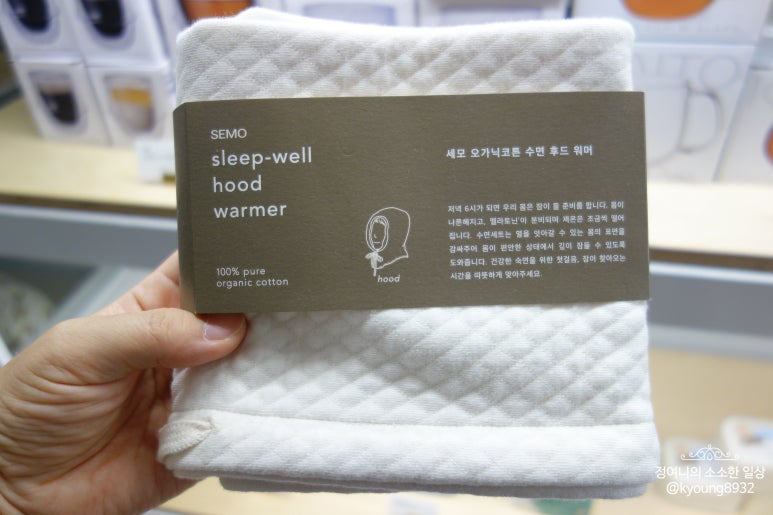 SEMO
sleep-well
hood
warmer
100% pure
organic cotton
hood
세모 오가닉코튼 수면 후드 워머
저녁 6시가 되면 우리 몸은 잠이 들 준비를 합니다. 몸이
나른해지고, '멜라토닌'이 분비되며 체온은 조금씩 떨어
집니다. 수면세트는 열을 빗아갈 수 있는 몸의 표면을
감싸주어 몸이 편안한 상태에서 깊이 잠들 수 있도록
도와줍니다. 건강한 숙면을 위한 첫걸음, 잠이 찾아오는
시간을 따뜻하게 맞아주세요.
정여니의 소소한 일상
@kyoung8932